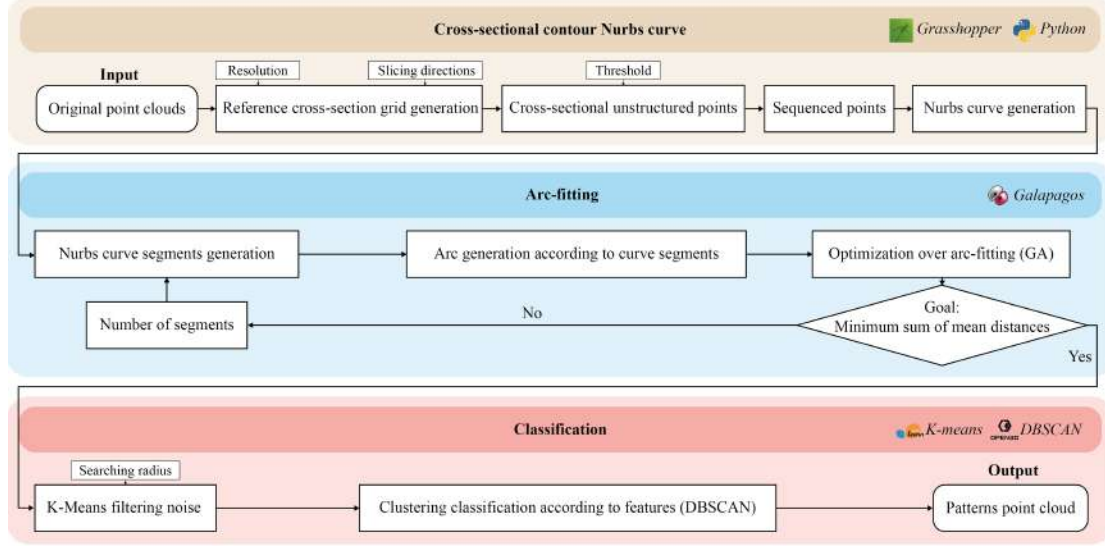 Cross-sectional contour Nurbs curve
Grasshopper
Python
Input
Resolution
Slicing directions
Threshold
Original point clouds
Reference cross-section grid generation
Cross-sectional unstructured points
Sequenced points
Nurbs curve generation
Arc-fitting
Galapagos
Nurbs curve segments generation
Arc generation according to curve segments
Optimization over arc-fitting (GA)
Number of segments
No
Goal:
Minimum sum of mean distances
Yes
Classification
K-means
DBSCAN
Searching radius
Output
K-Means filtering noise
Clustering classification according to features (DBSCAN)
Patterns point cloud